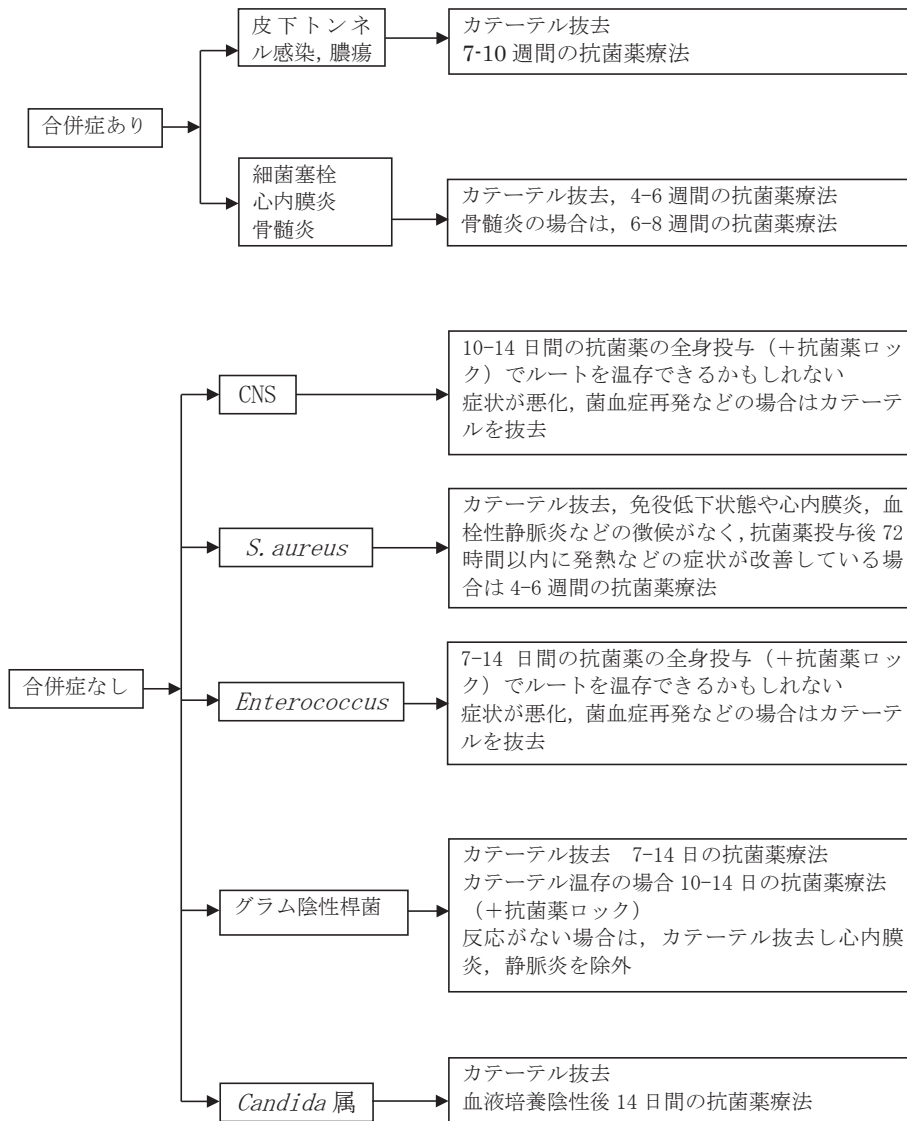 皮下トンネ
ル感染，膿瘍
カテーテル抜去
7-10 週間の抗菌薬療法
合併症あり
細菌塞栓
心内膜炎
骨髄炎
カテーテル抜去，4-6 週間の抗菌薬療法
骨髄炎の場合は，6-8 週間の抗菌薬療法
CNS
10-14 日間の抗菌薬の全身投与（＋抗菌薬ロッ
ク）でルートを温存できるかもしれない
症状が悪化，菌血症再発などの場合はカテーテ
ルを抜去
S.aureus
カテーテル抜去，免役低下状態や心内膜炎，血
栓性静脈炎などの徴候がなく，抗菌薬投与後 72
時間以内に発熱などの症状が改善している場
合は 4-6 週間の抗菌薬療法
合併症なし
Enterococcus
7-14 日間の抗菌薬の全身投与（＋抗菌薬ロッ
ク）でルートを温存できるかもしれない
症状が悪化，菌血症再発などの場合はカテーテ
ルを抜去
グラム陰性桿菌
カテーテル抜去　7-14 日の抗菌薬療法
カテーテル温存の場合 10-14 日の抗菌薬療法
（＋抗菌薬ロック）
反応がない場合は，カテーテル抜去し心内膜
炎，静脈炎を除外
Candida 属
カテーテル抜去
血液培養陰性後 14 日間の抗菌薬療法